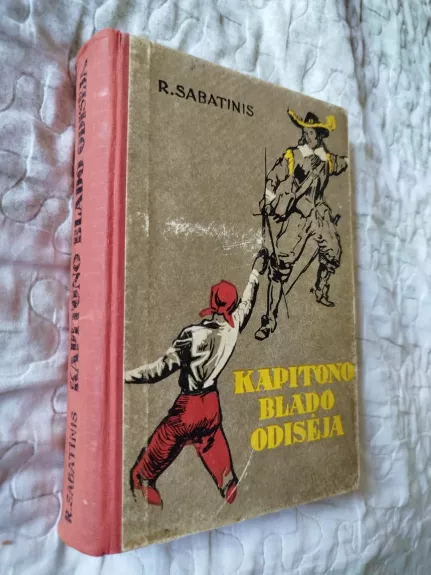 R.SABATINIS
KAPITONO
BLADO
ODISĖJA
R.SABATINIS
KAPITONO BLADO ODISĖJA